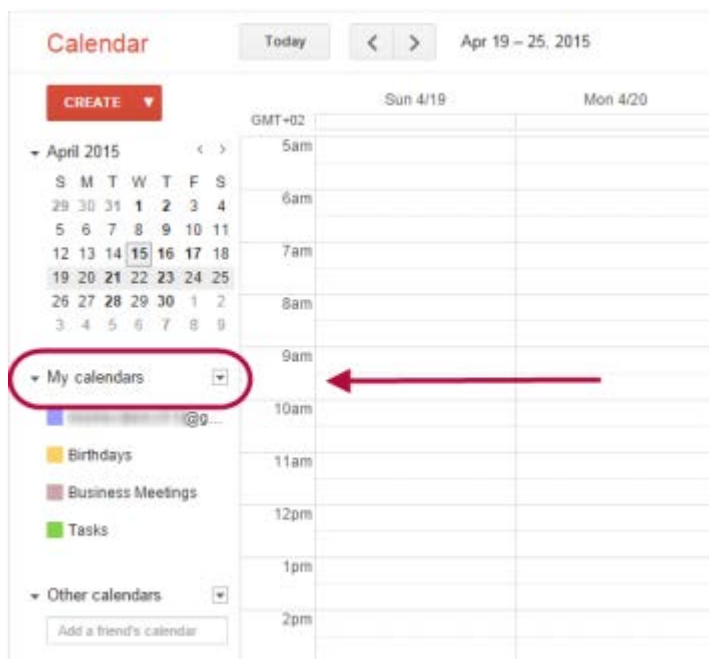 Calendar
Today < > Apr 19 – 25, 2015
CREATE
Sun 4/19 Mon 4/20
GMT+02
April 2015 < >
S M T W T F S
29 30 31 1 2 3 4
5 6 7 8 9 10 11
12 13 14 15 16 17 18
19 20 21 22 23 24 25
26 27 28 29 30 1 2
3 4 5 6 7 8 9
My calendars
@g...
Birthdays
Business Meetings
Tasks
Other calendars
Add a friend's calendar
5am
6am
7am
8am
9am
10am
11am
12pm
1pm
2pm